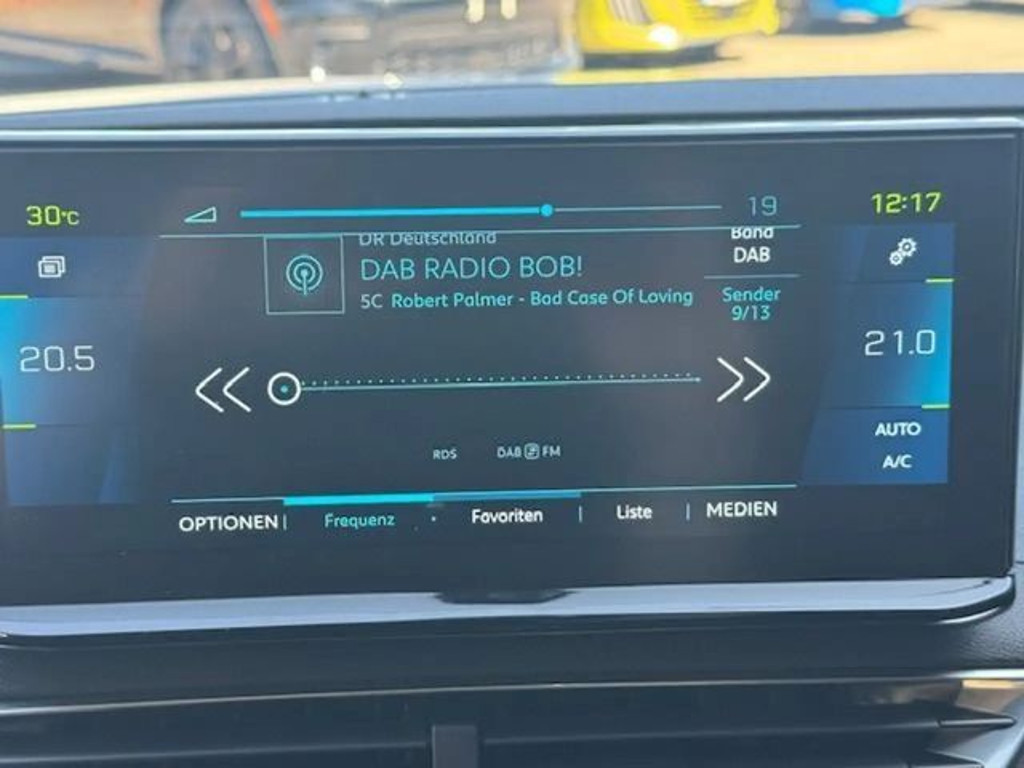 30°C
19
12:17
DR Deutschland
Band
DAB RADIO BOB!
DAB
5C Robert Palmer - Bad Case Of Loving
Sender
9/13
20.5
21.0
AUTO
RDS
DAB FM
A/C
OPTIONEN | Frequenz · Favoriten | Liste | MEDIEN